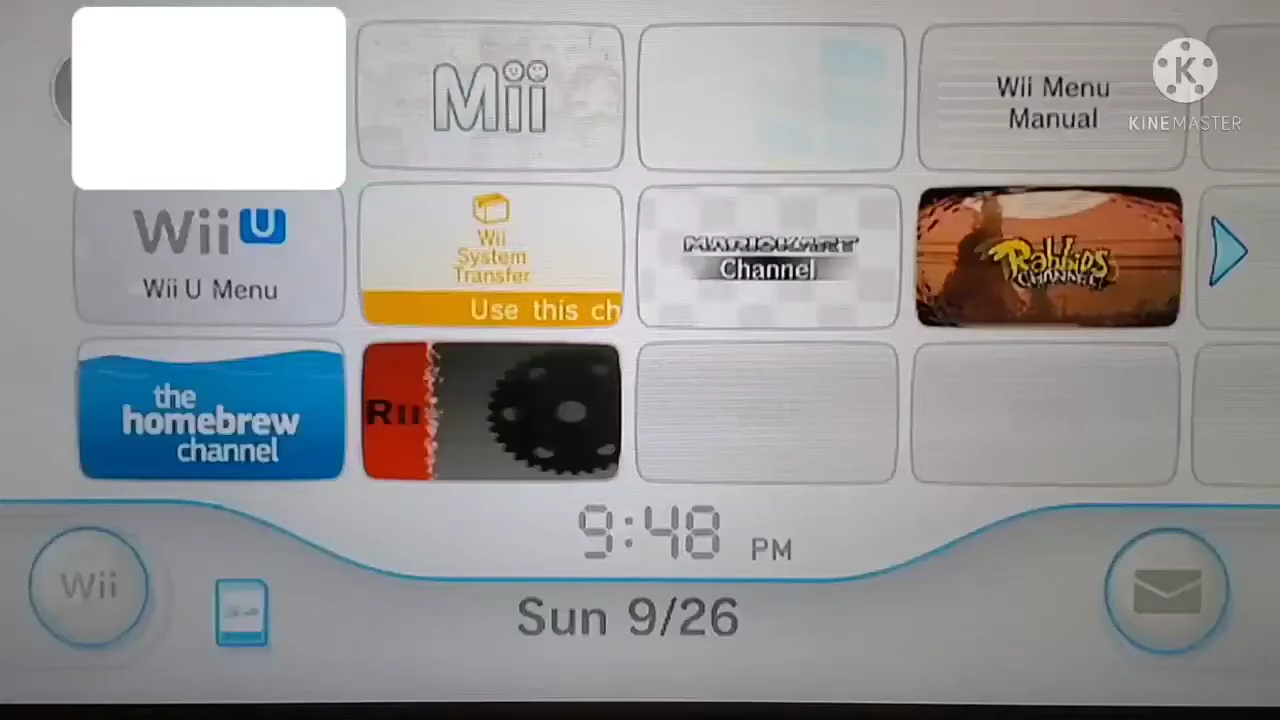 Mii
Wii Menu
Manual
K
KINEMASTER
Wii U
Wii U Menu
Wii
System
Transfer
Use this ch
MARIOKART
Channel
Rabbids
CHANNEL
the
homebrew
channel
Rii
9:48 PM
Wii
Sun 9/26